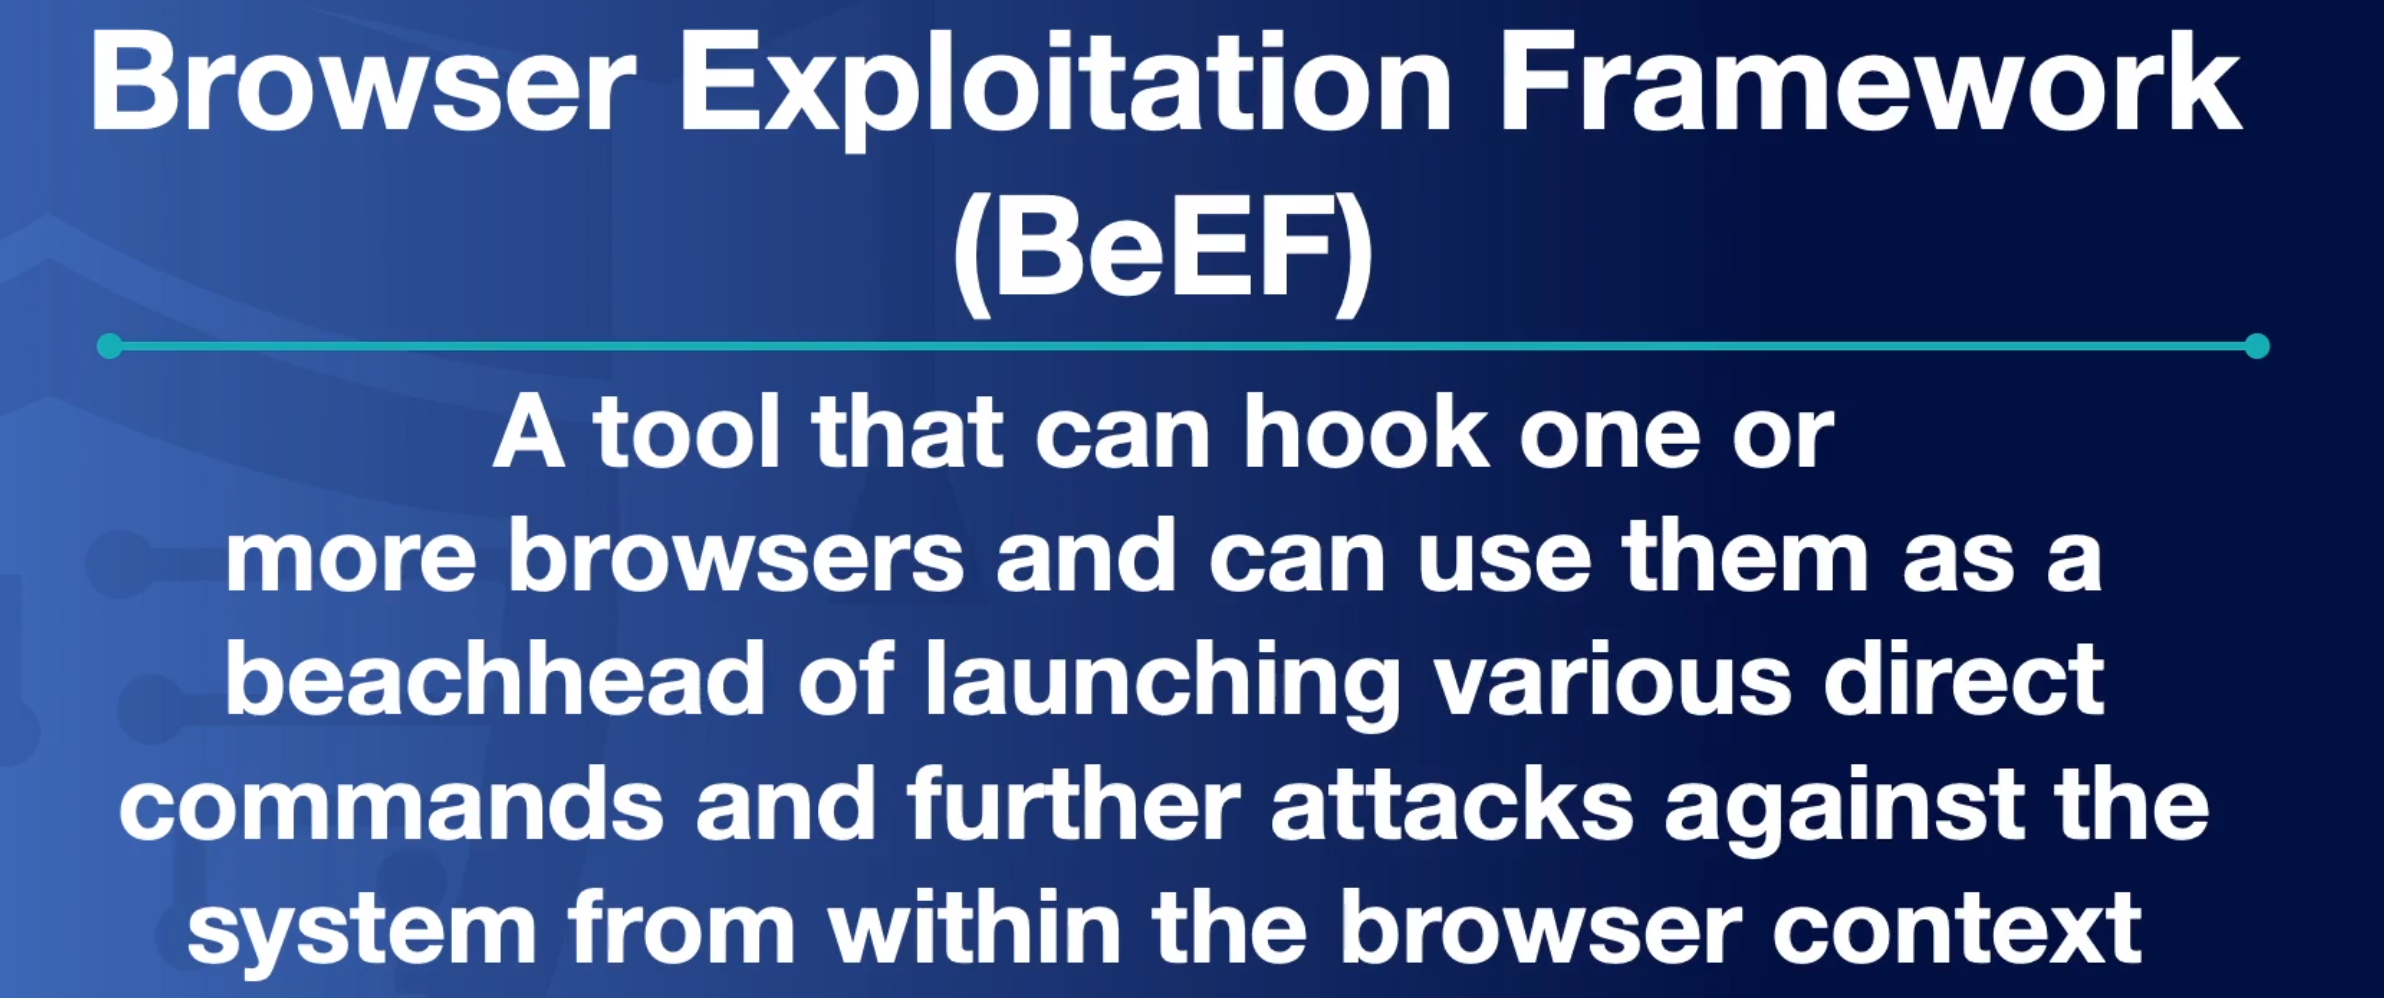 Browser Exploitation Framework
(BeEF)
A tool that can hook one or
more browsers and can use them as a
beachhead of launching various direct
commands and further attacks against the
system from within the browser context